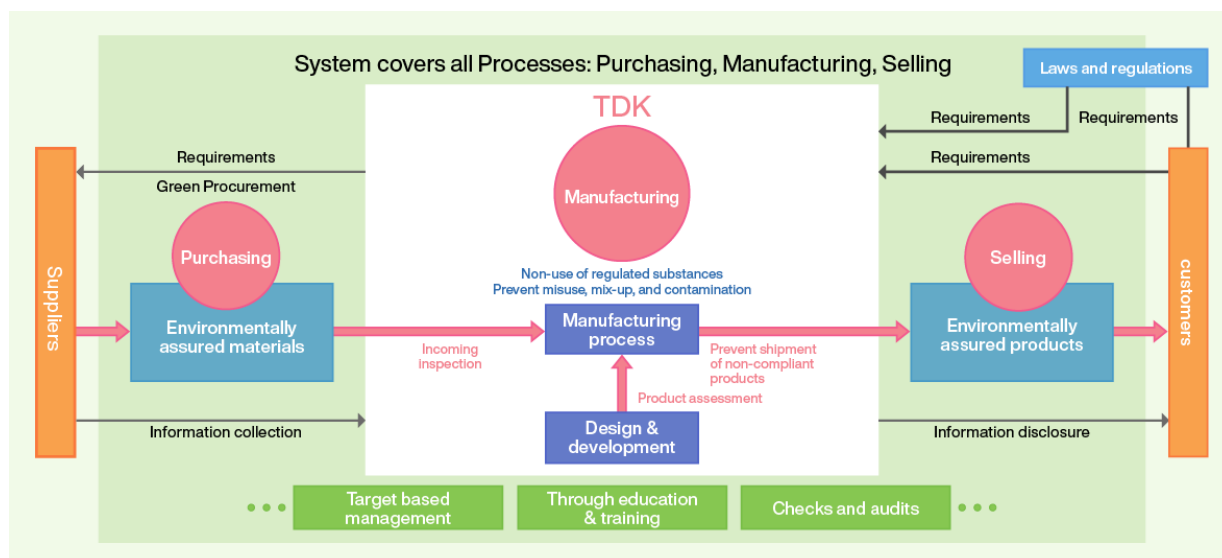 System covers all Processes: Purchasing, Manufacturing, Selling
Laws and regulations
TDK
Requirements
Requirements
Requirements
Green Procurement
Requirements
Manufacturing
Purchasing
Selling
Suppliers
customers
Non-use of regulated substances
Prevent misuse, mix-up, and contamination
Environmentally
assured materials
Manufacturing
process
Environmentally
assured products
Incoming
inspection
Prevent shipment
of non-compliant
products
Product assessment
Information collection
Design &
development
Information disclosure
Target based
management
Through education
& training
Checks and audits